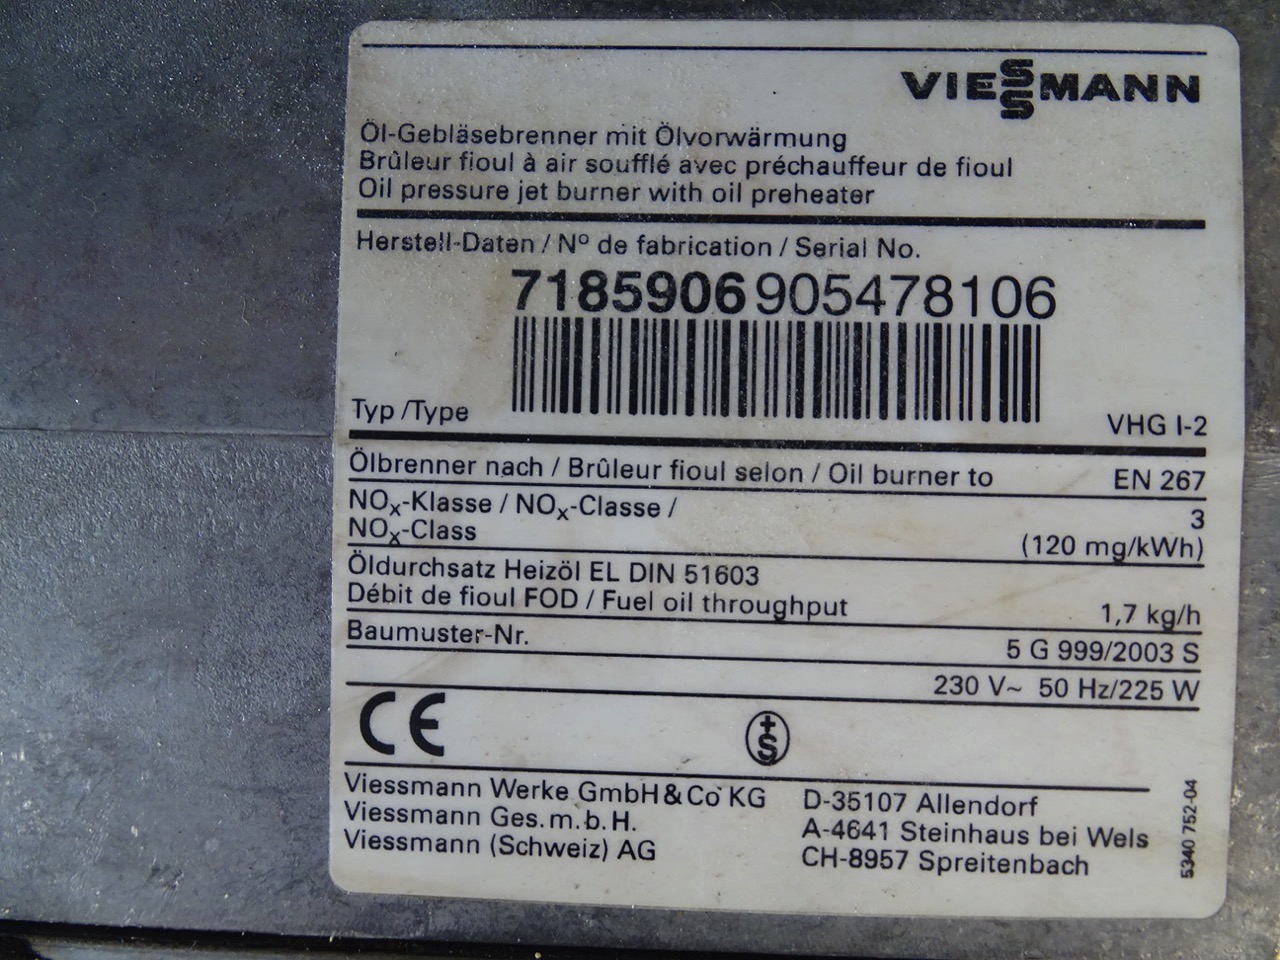 VIESSMANN
Öl-Gebläsebrenner mit Ölvorwärmung
Brûleur fioul à air soufflé avec préchauffeur de fioul
Oil pressure jet burner with oil preheater
Herstell-Daten / Nº de fabrication / Serial No.
7185906905478106
Typ /Type VHG I-2
Ölbrenner nach / Brûleur fioul selon / Oil burner to EN 267
NOx-Klasse / NOx-Classe / 3
NOx-Class (120 mg/kWh)
Öldurchsatz Heizöl EL DIN 51603
Débit de fioul FOD / Fuel oil throughput 1,7 kg/h
Baumuster-Nr. 5 G 999/2003 S
230 V~ 50 Hz/225 W
CE +S
Viessmann Werke GmbH & Co KG D-35107 Allendorf
Viessmann Ges. m. b. H. A-4641 Steinhaus bei Wels
Viessmann (Schweiz) AG CH-8957 Spreitenbach
5340 752-04